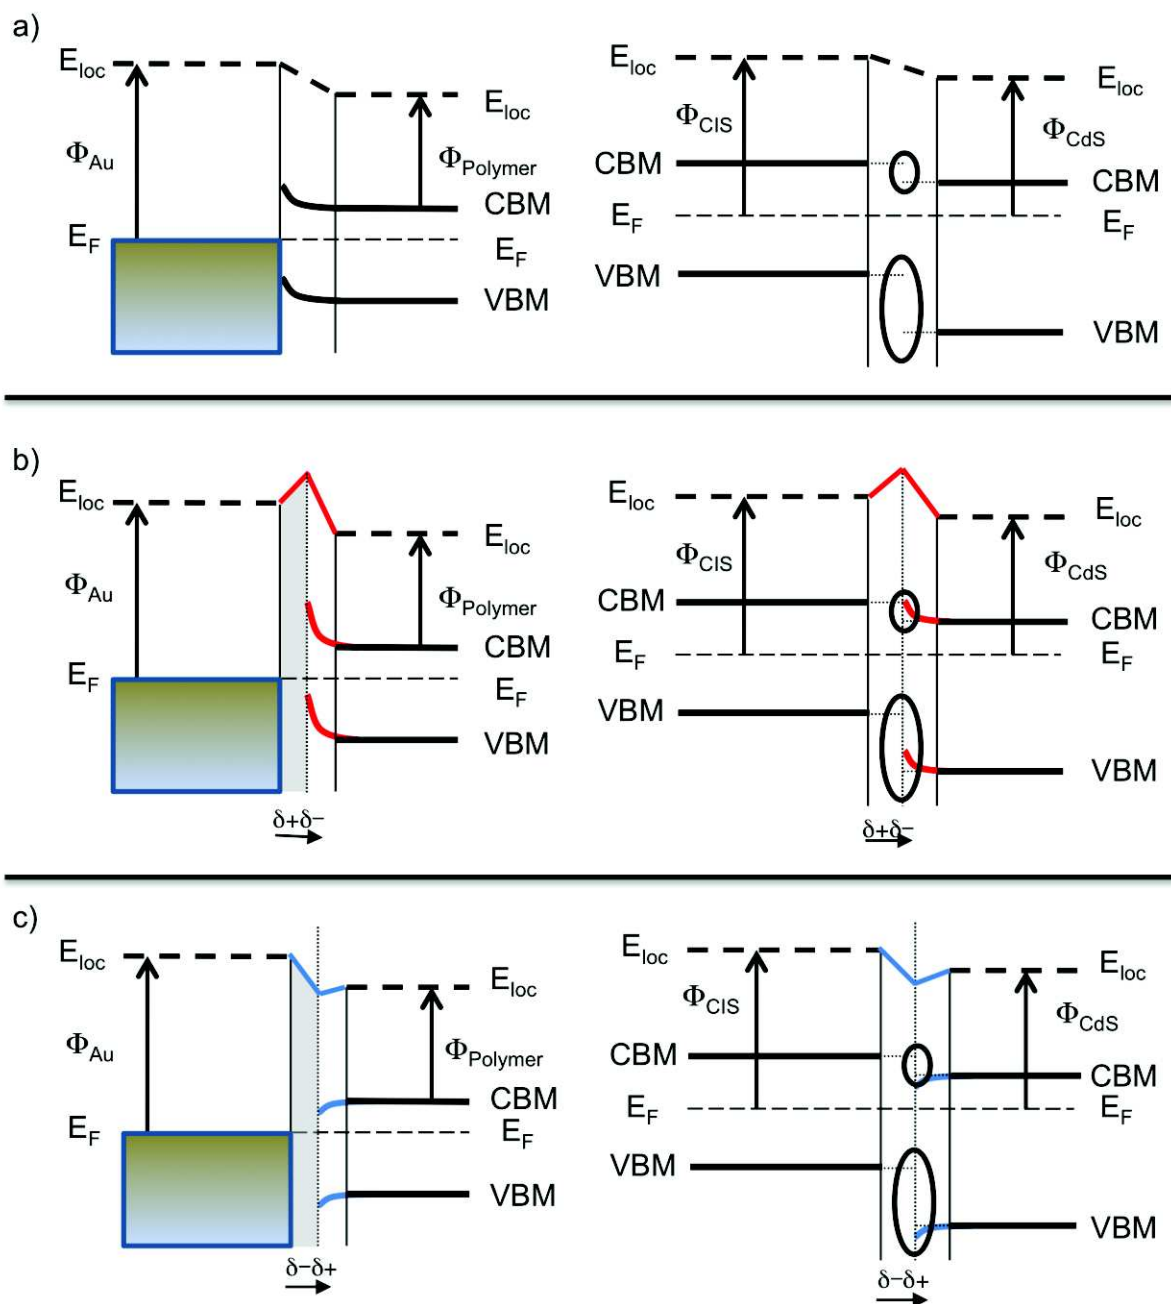 a)
E_loc
E_loc
Φ_Au
Φ_Polymer
CBM
E_F
E_F
VBM
E_loc
E_loc
Φ_CIS
Φ_CdS
CBM
CBM
E_F
E_F
VBM
VBM
b)
E_loc
E_loc
Φ_Au
Φ_Polymer
CBM
E_F
E_F
VBM
δ+δ−
E_loc
E_loc
Φ_CIS
Φ_CdS
CBM
CBM
E_F
E_F
VBM
VBM
δ+δ−
c)
E_loc
E_loc
Φ_Au
Φ_Polymer
CBM
E_F
E_F
VBM
δ−δ+
E_loc
E_loc
Φ_CIS
Φ_CdS
CBM
CBM
E_F
E_F
VBM
VBM
δ−δ+